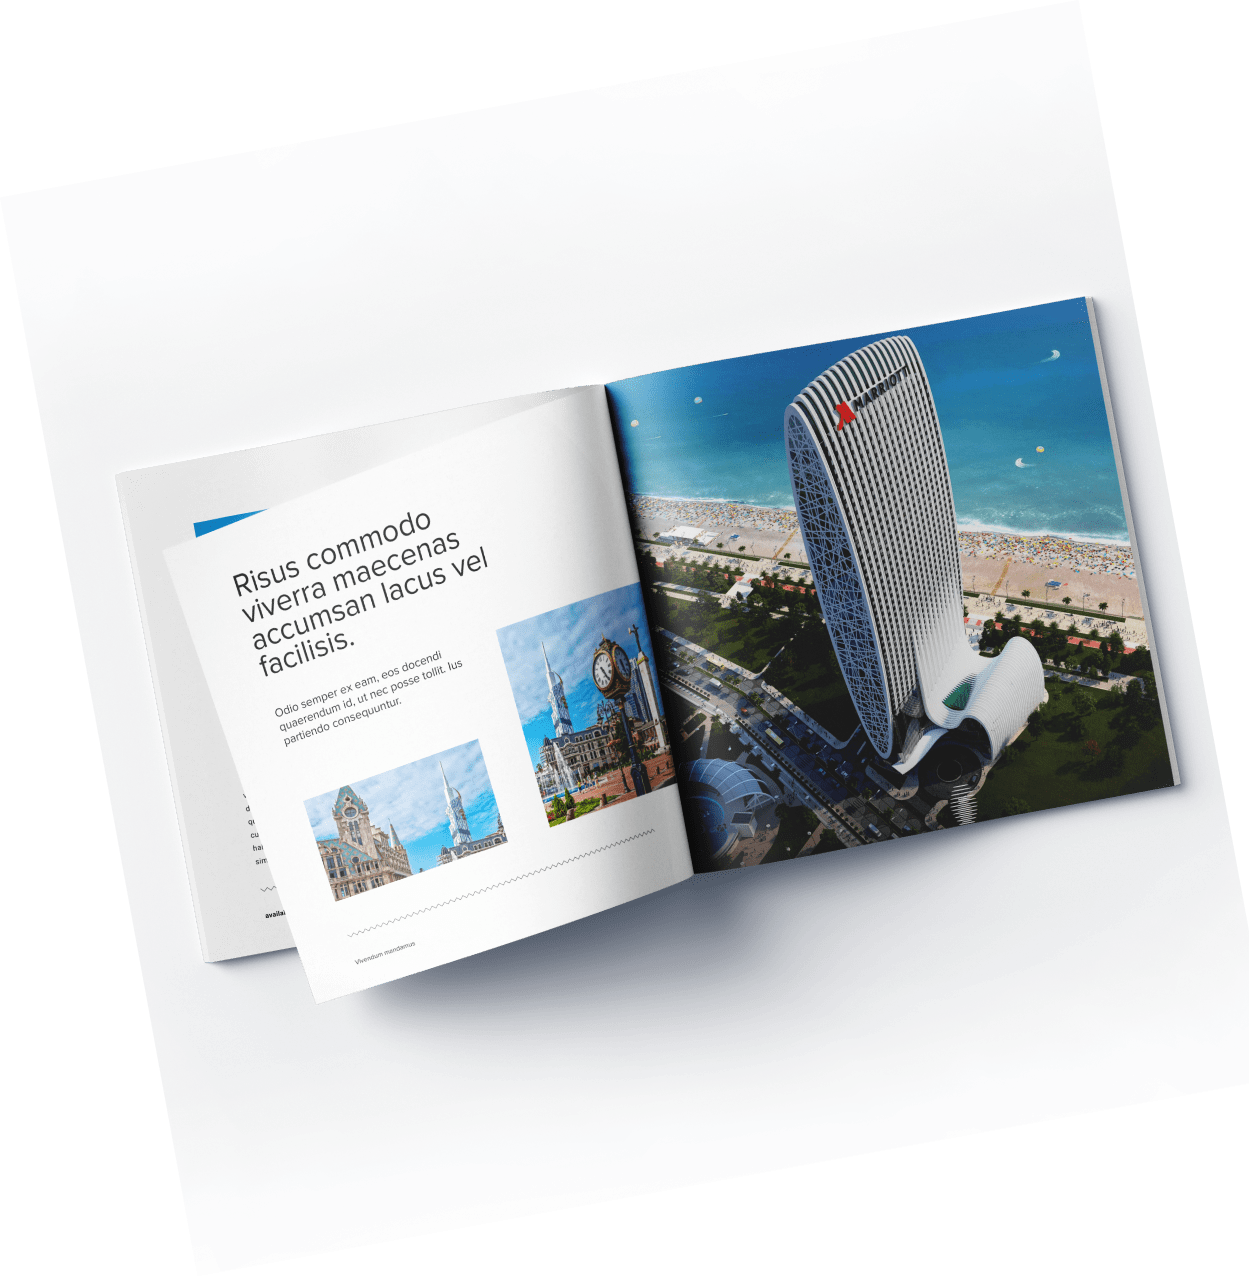 Risus commodo
viverra maecenas
accumsan lacus vel
facilisis.
Odio semper ex eam, eos docendi
quaerendum id, ut nec posse tollit. Ius
partiendo consequuntur.
Vivendum mandamus
MARRIOTT